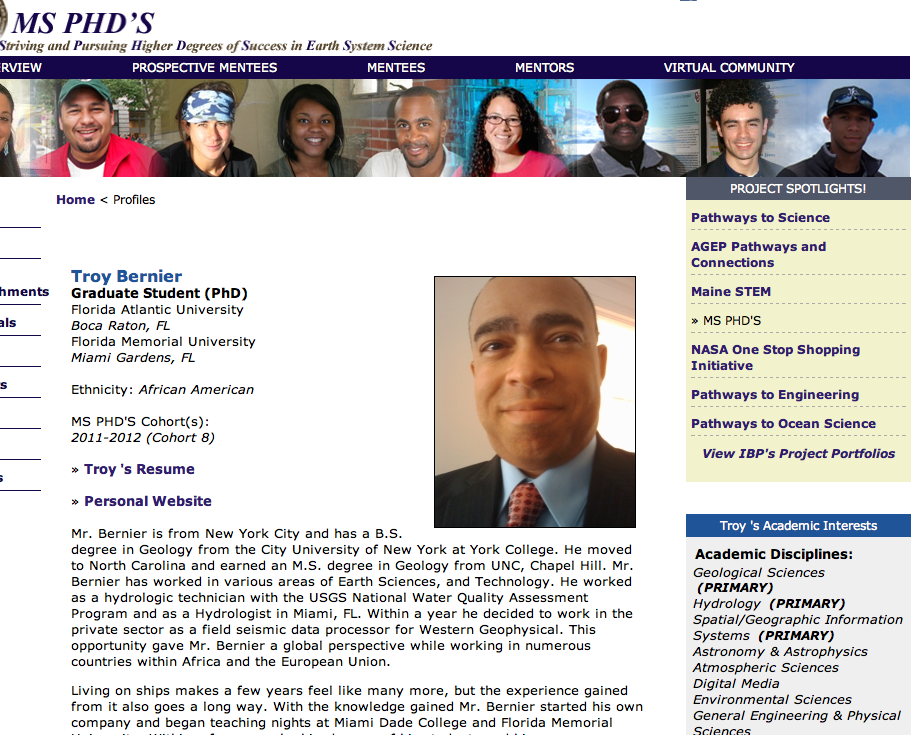 MS PHD'S
Striving and Pursuing Higher Degrees of Success in Earth System Science
PROSPECTIVE MENTEES
MENTEES
MENTORS
VIRTUAL COMMUNITY
Home < Profiles
Troy Bernier
Graduate Student (PhD)
Florida Atlantic University
Boca Raton, FL
Florida Memorial University
Miami Gardens, FL
Ethnicity: African American
MS PHD'S Cohort(s):
2011-2012 (Cohort 8)
» Troy 's Resume
» Personal Website
Mr. Bernier is from New York City and has a B.S.
degree in Geology from the City University of New York at York College. He moved
to North Carolina and earned an M.S. degree in Geology from UNC, Chapel Hill. Mr.
Bernier has worked in various areas of Earth Sciences, and Technology. He worked
as a hydrologic technician with the USGS National Water Quality Assessment
Program and as a Hydrologist in Miami, FL. Within a year he decided to work in the
private sector as a field seismic data processor for Western Geophysical. This
opportunity gave Mr. Bernier a global perspective while working in numerous
countries within Africa and the European Union.
Living on ships makes a few years feel like many more, but the experience gained
from it also goes a long way. With the knowledge gained Mr. Bernier started his own
company and began teaching nights at Miami Dade College and Florida Memorial
PROJECT SPOTLIGHTS!
Pathways to Science
AGEP Pathways and
Connections
Maine STEM
» MS PHD'S
NASA One Stop Shopping
Initiative
Pathways to Engineering
Pathways to Ocean Science
View IBP's Project Portfolios
Troy 's Academic Interests
Academic Disciplines:
Geological Sciences
(PRIMARY)
Hydrology (PRIMARY)
Spatial/Geographic Information
Systems (PRIMARY)
Astronomy & Astrophysics
Atmospheric Sciences
Digital Media
Environmental Sciences
General Engineering & Physical
Sciences